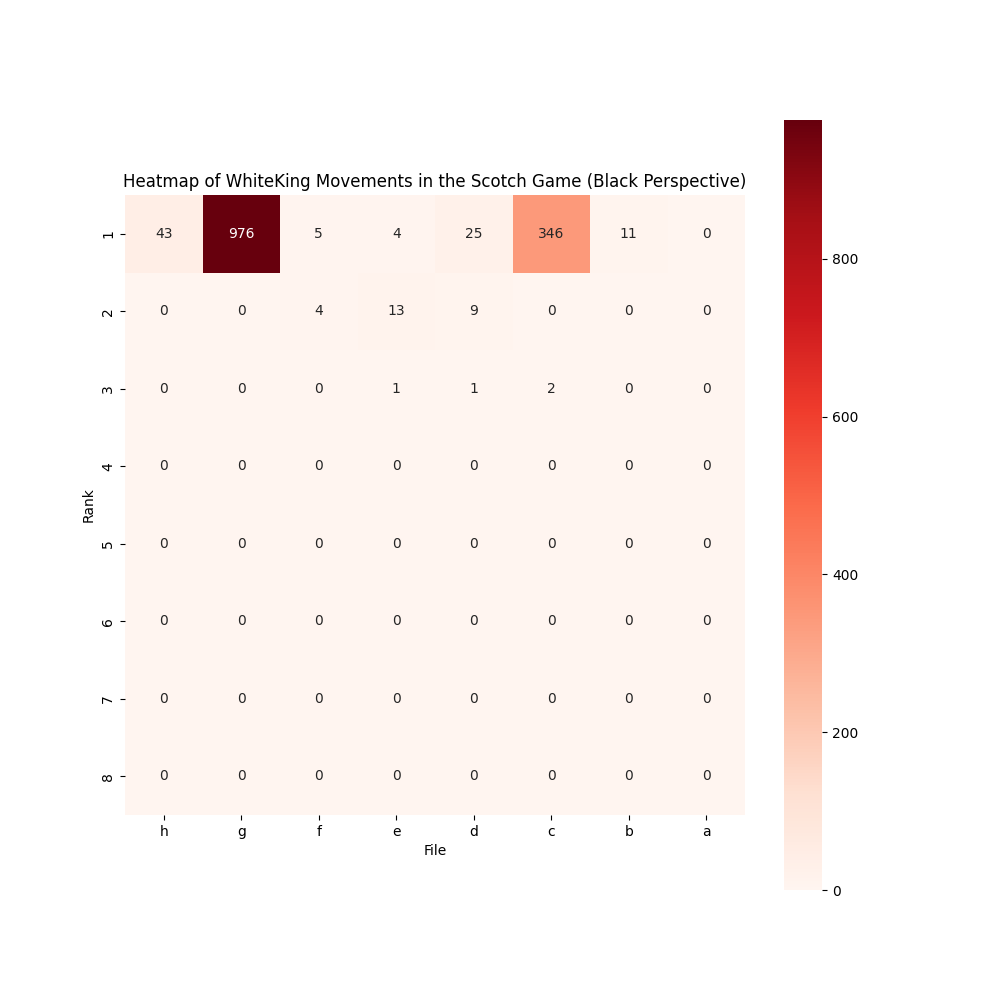 Heatmap of WhiteKing Movements in the Scotch Game (Black Perspective)
1 43 976 5 4 25 346 11 0
2 0 0 4 13 9 0 0 0
3 0 0 0 1 1 2 0 0
4 0 0 0 0 0 0 0 0
5 0 0 0 0 0 0 0 0
6 0 0 0 0 0 0 0 0
7 0 0 0 0 0 0 0 0
8 0 0 0 0 0 0 0 0
Rank
h g f e d c b a
File
800
600
400
200
0